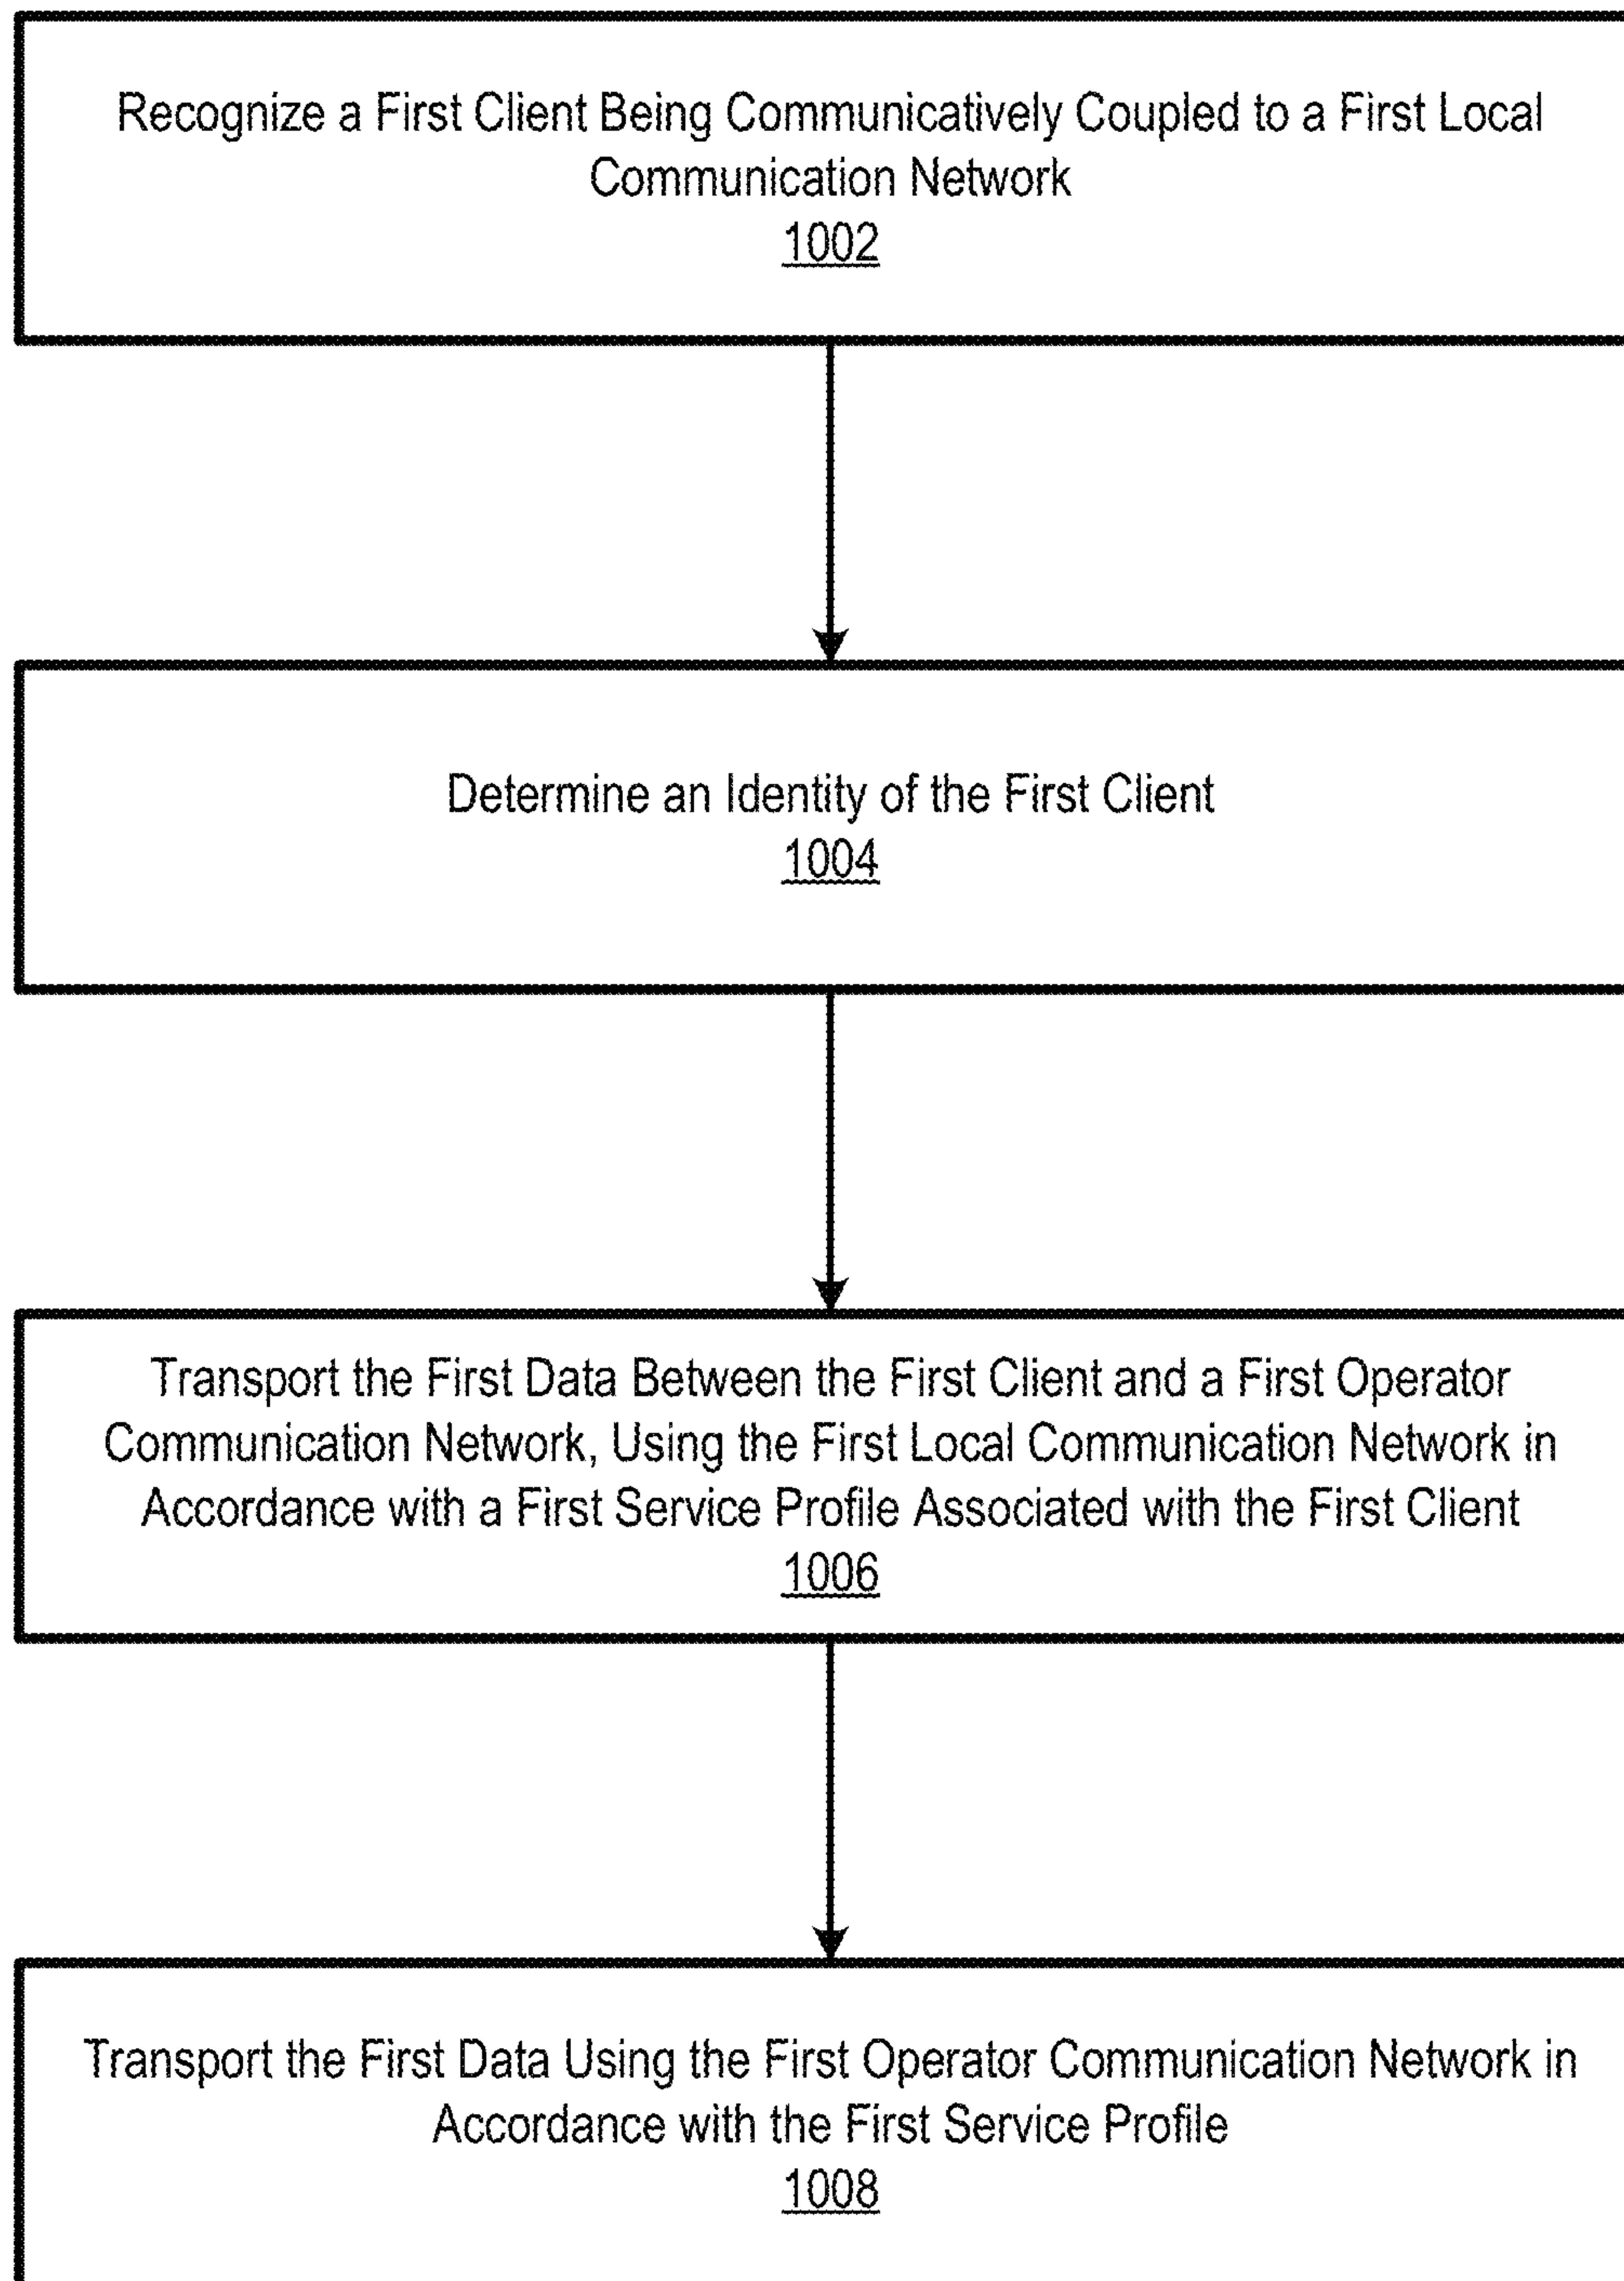 Recognize a First Client Being Communicatively Coupled to a First Local
Communication Network
1002
Determine an Identity of the First Client
1004
Transport the First Data Between the First Client and a First Operator
Communication Network, Using the First Local Communication Network in
Accordance with a First Service Profile Associated with the First Client
1006
Transport the First Data Using the First Operator Communication Network in
Accordance with the First Service Profile
1008